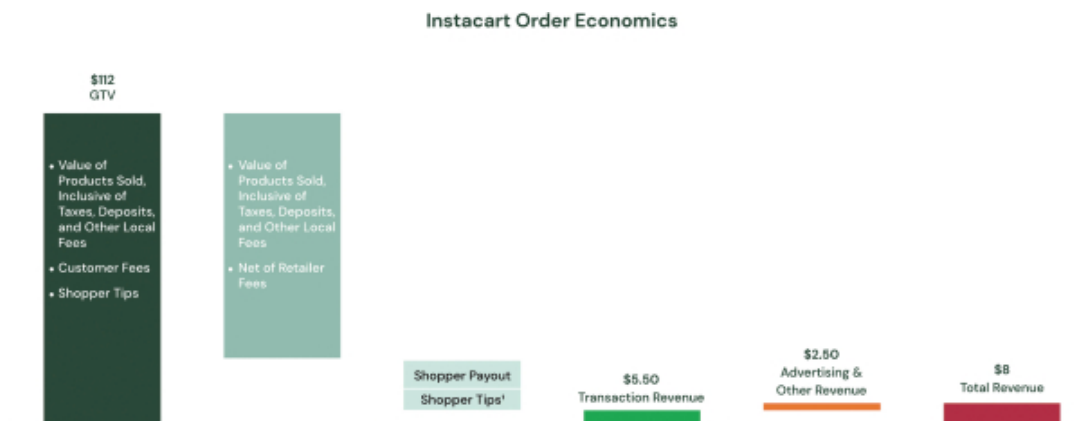 Instacart Order Economics
$112
GTV
• Value of
Products Sold,
Inclusive of
Taxes, Deposits,
and Other Local
Fees
• Customer Fees
• Shopper Tips
• Value of
Products Sold,
Inclusive of
Taxes, Deposits,
and Other Local
Fees
• Net of Retailer
Fees
Shopper Payout
Shopper Tips¹
$5.50
Transaction Revenue
$2.50
Advertising &
Other Revenue
$8
Total Revenue